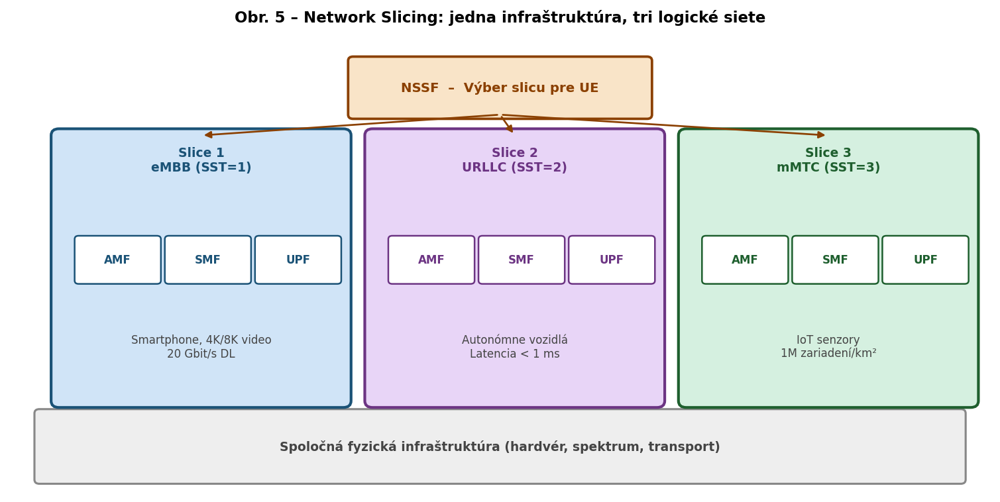 Obr. 5 – Network Slicing: jedna infraštruktúra, tri logické siete
NSSF – Výber slicu pre UE
Slice 1
eMBB (SST=1)
AMF
SMF
UPF
Smartphone, 4K/8K video
20 Gbit/s DL
Slice 2
URLLC (SST=2)
AMF
SMF
UPF
Autonómne vozidlá
Latencia < 1 ms
Slice 3
mMTC (SST=3)
AMF
SMF
UPF
IoT senzory
1M zariadení/km²
Spoločná fyzická infraštruktúra (hardvér, spektrum, transport)